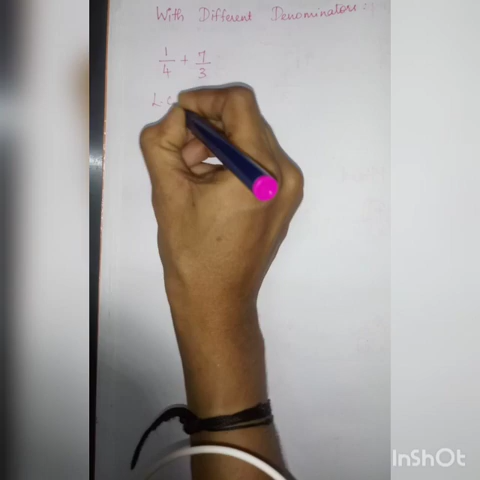 With Different Denominators :-
1/4 + 7/3
L.C
InShOt